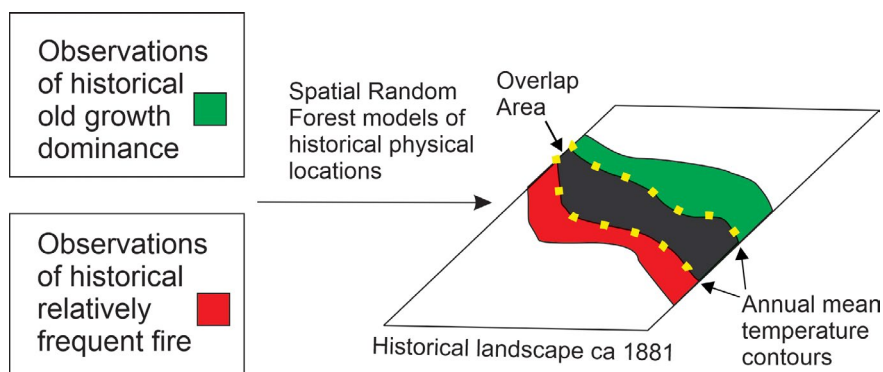 Observations
of historical
old growth
dominance
Observations
of historical
relatively
frequent fire
Spatial Random
Forest models of
historical physical
locations
Overlap
Area
Annual mean
temperature
contours
Historical landscape ca 1881